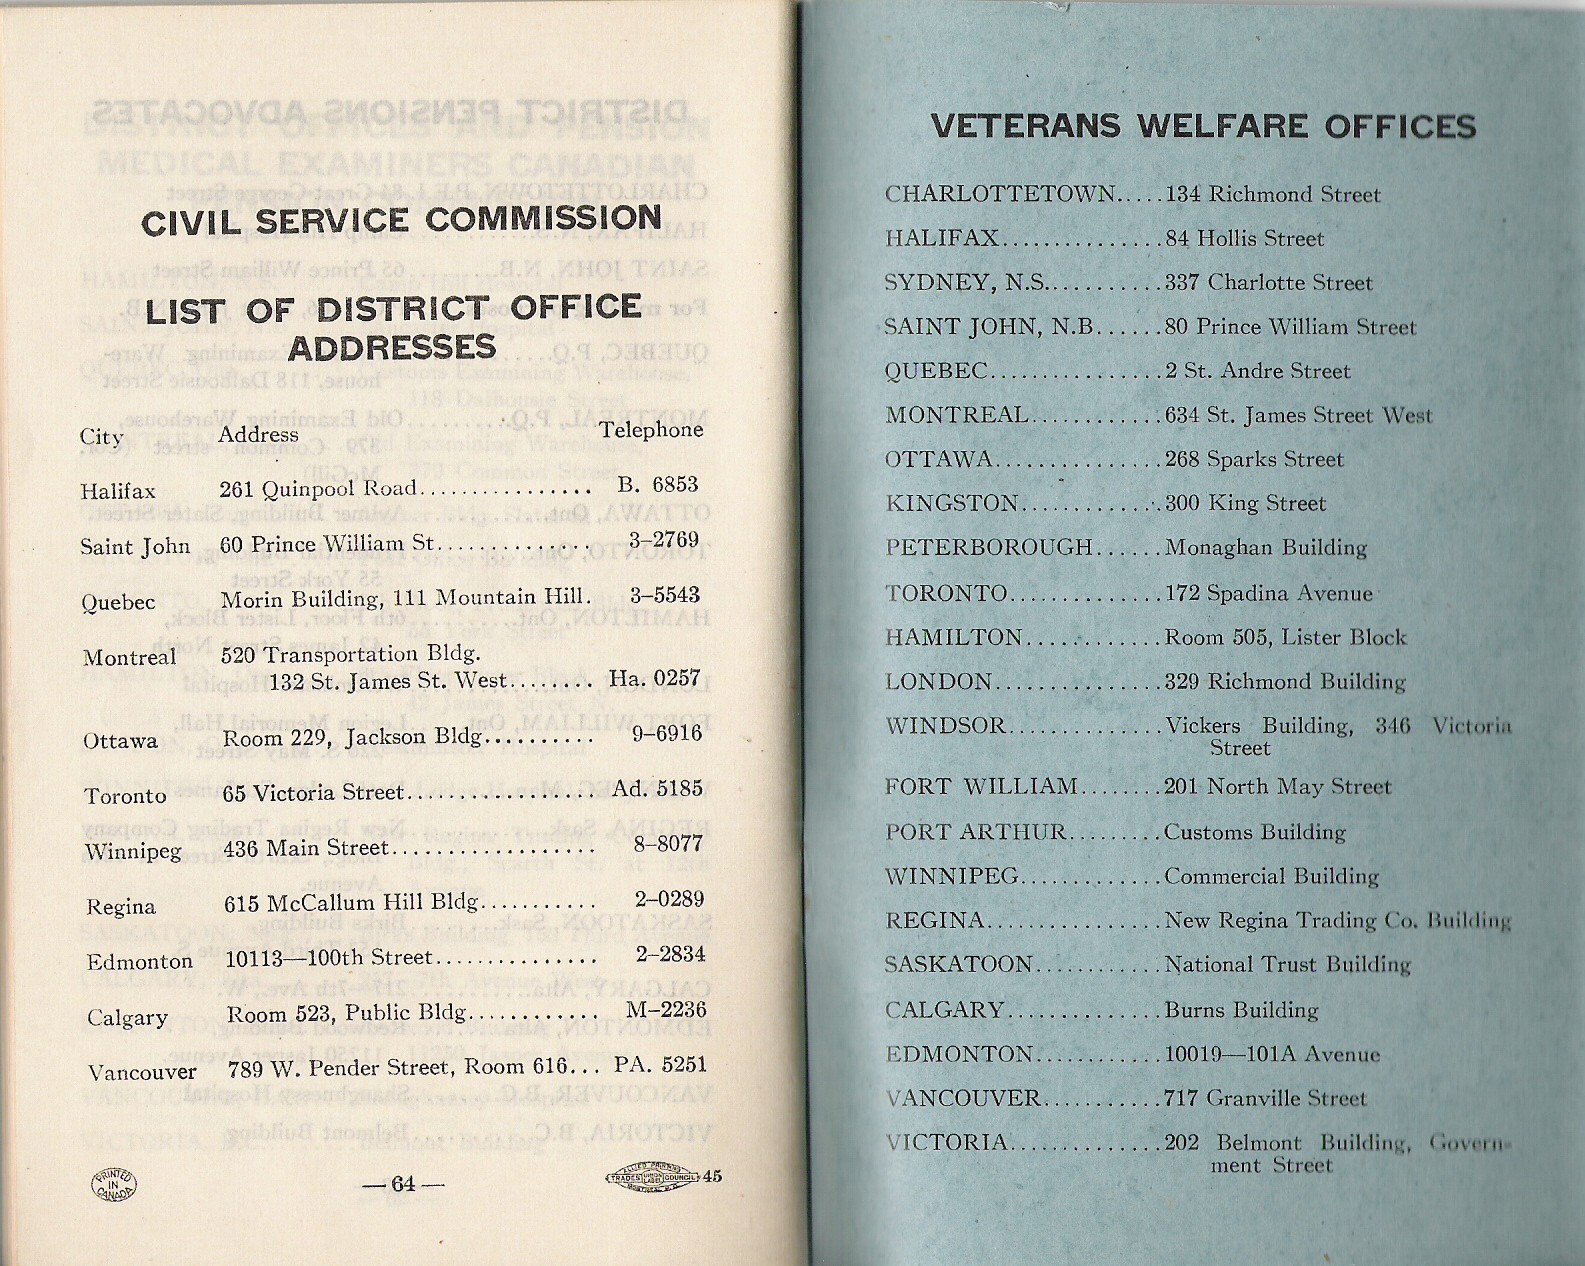 CIVIL SERVICE COMMISSION
LIST OF DISTRICT OFFICE
ADDRESSES
City Address Telephone
Halifax 261 Quinpool Road................ B. 6853
Saint John 60 Prince William St.............. 3-2769
Quebec Morin Building, 111 Mountain Hill. 3-5543
Montreal 520 Transportation Bldg.
132 St. James St. West........ Ha. 0257
Ottawa Room 229, Jackson Bldg........... 9-6916
Toronto 65 Victoria Street.................. Ad. 5185
Winnipeg 436 Main Street.................. 8-8077
Regina 615 McCallum Hill Bldg............ 2-0289
Edmonton 10113—100th Street............... 2-2834
Calgary Room 523, Public Bldg............. M-2236
Vancouver 789 W. Pender Street, Room 616... PA. 5251
PRINTED
IN
CANADA
— 64 —
ALLIED PRINTING
TRADES UNION LABEL COUNCIL 45
MONTREAL
VETERANS WELFARE OFFICES
CHARLOTTETOWN.....134 Richmond Street
HALIFAX...............84 Hollis Street
SYDNEY, N.S...........337 Charlotte Street
SAINT JOHN, N.B......80 Prince William Street
QUEBEC.................2 St. Andre Street
MONTREAL.............634 St. James Street West
OTTAWA................268 Sparks Street
KINGSTON..............300 King Street
PETERBOROUGH......Monaghan Building
TORONTO..............172 Spadina Avenue
HAMILTON.............Room 505, Lister Block
LONDON................329 Richmond Building
WINDSOR...............Vickers Building, 346 Victoria
Street
FORT WILLIAM........201 North May Street
PORT ARTHUR.........Customs Building
WINNIPEG..............Commercial Building
REGINA.................New Regina Trading Co. Building
SASKATOON............National Trust Building
CALGARY...............Burns Building
EDMONTON............10019—101A Avenue
VANCOUVER...........717 Granville Street
VICTORIA...............202 Belmont Building, Govern-
ment Street